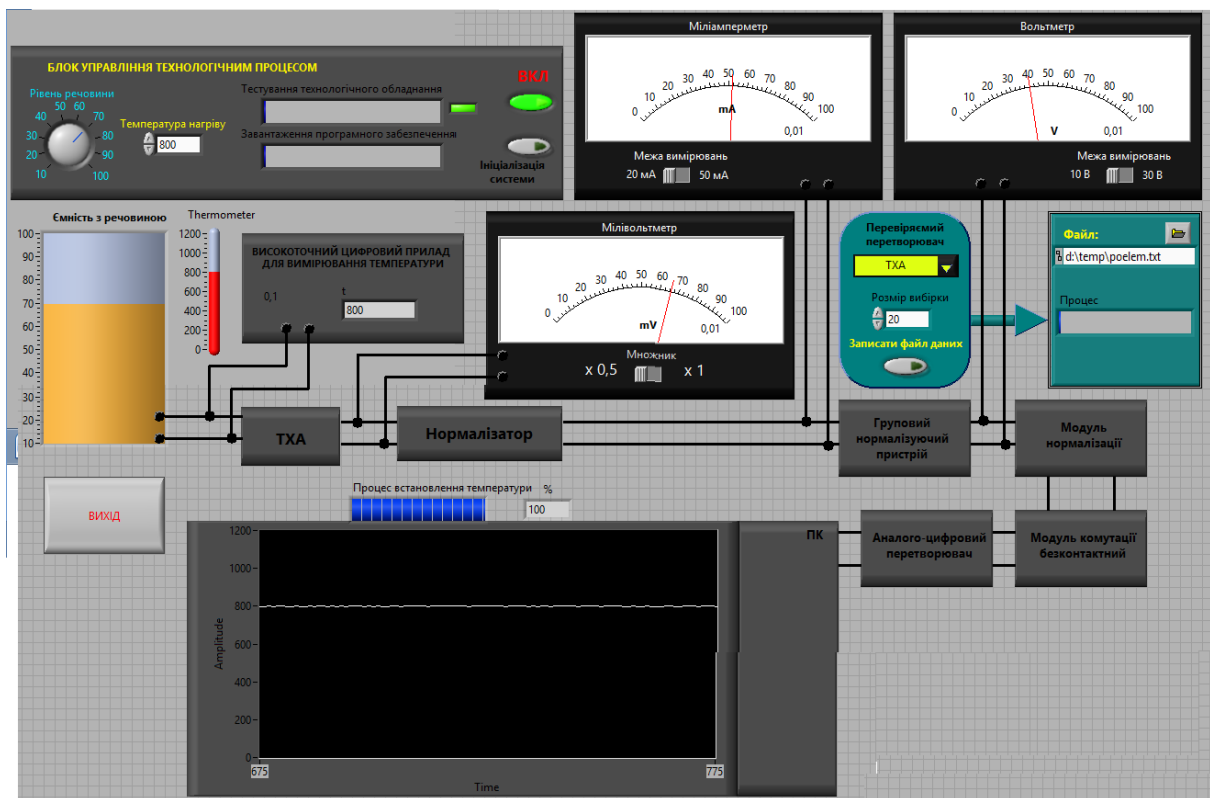 БЛОК УПРАВЛІННЯ ТЕХНОЛОГІЧНИМ ПРОЦЕСОМ
ВКЛ
Рівень речовини
10 20 30 40 50 60 70 80 90 100
Температура нагріву
800
Тестування технологічного обладнання
Завантаження програмного забезпечення
Ініціалізація
системи
Міліамперметр
0 10 20 30 40 50 60 70 80 90 100
mA
0,01
Межа вимірювань
20 мА 50 мА
Вольтметр
0 10 20 30 40 50 60 70 80 90 100
V
0,01
Межа вимірювань
10 В 30 В
Ємність з речовиною
100
90
80
70
60
50
40
30
20
10
Thermometer
1200
1000
800
600
400
200
0
ВИСОКОТОЧНИЙ ЦИФРОВИЙ ПРИЛАД
ДЛЯ ВИМІРЮВАННЯ ТЕМПЕРАТУРИ
0,1
t
800
Мілівольтметр
0 10 20 30 40 50 60 70 80 90 100
mV
0,01
Множник
x 0,5 x 1
Перевіряємий
перетворювач
ТХА
Розмір вибірки
20
Записати файл даних
Файл:
d:\temp\poelem.txt
Процес
ТХА
Нормалізатор
Груповий
нормалізуючий
пристрій
Модуль
нормалізації
Процес встановлення температури %
100
ВИХІД
ПК
Аналого-цифровий
перетворювач
Модуль комутації
безконтактний
1200
1000
800
600
400
200
0
Amplitude
675 775
Time